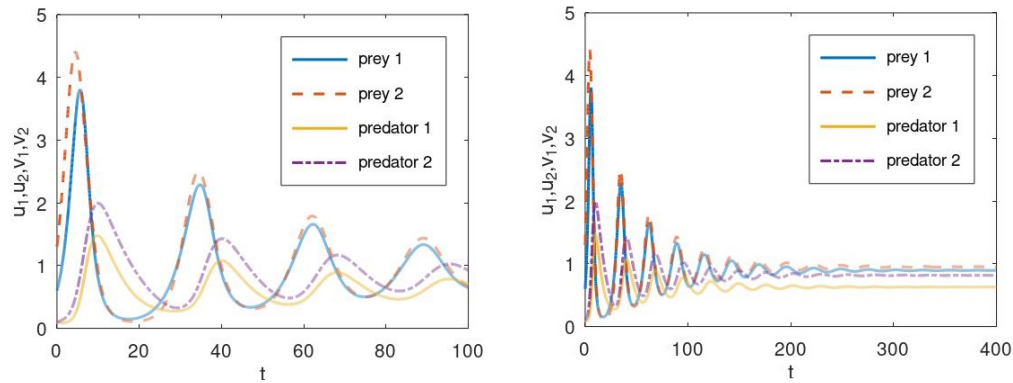 5
4
3
2
1
0
u₁,u₂,v₁,v₂
prey 1
prey 2
predator 1
predator 2
0 20 40 60 80 100
t
5
4
3
2
1
0
u₁,u₂,v₁,v₂
prey 1
prey 2
predator 1
predator 2
0 100 200 300 400
t